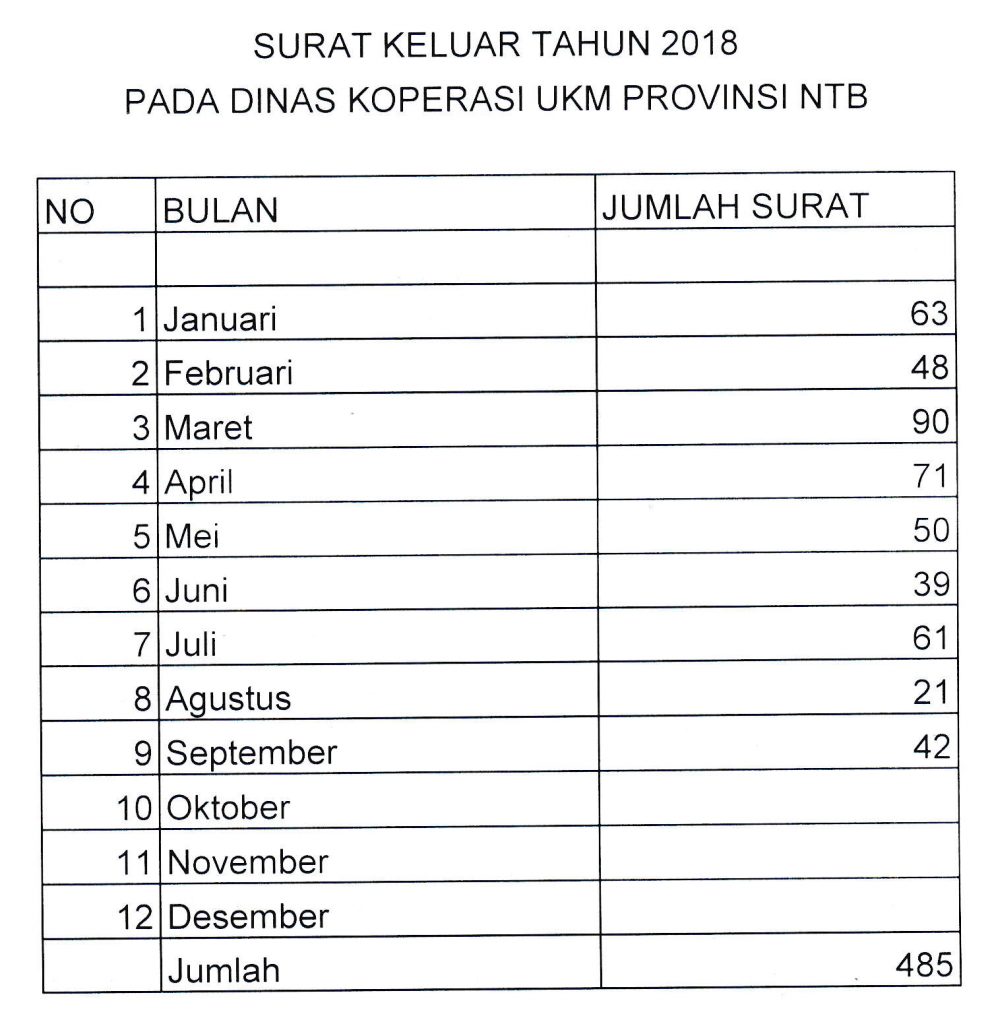 SURAT KELUAR TAHUN 2018
PADA DINAS KOPERASI UKM PROVINSI NTB
NO BULAN JUMLAH SURAT
1 Januari 63
2 Februari 48
3 Maret 90
4 April 71
5 Mei 50
6 Juni 39
7 Juli 61
8 Agustus 21
9 September 42
10 Oktober
11 November
12 Desember
Jumlah 485